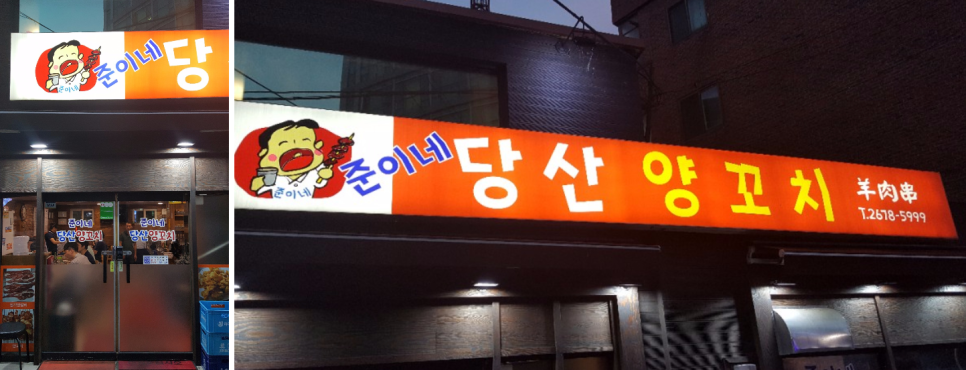 준이네
준이네 당
준이네
당산양꼬치
준이네
당산양꼬치
준이네
준이네 당산 양꼬치
羊肉串
T.2678-5999